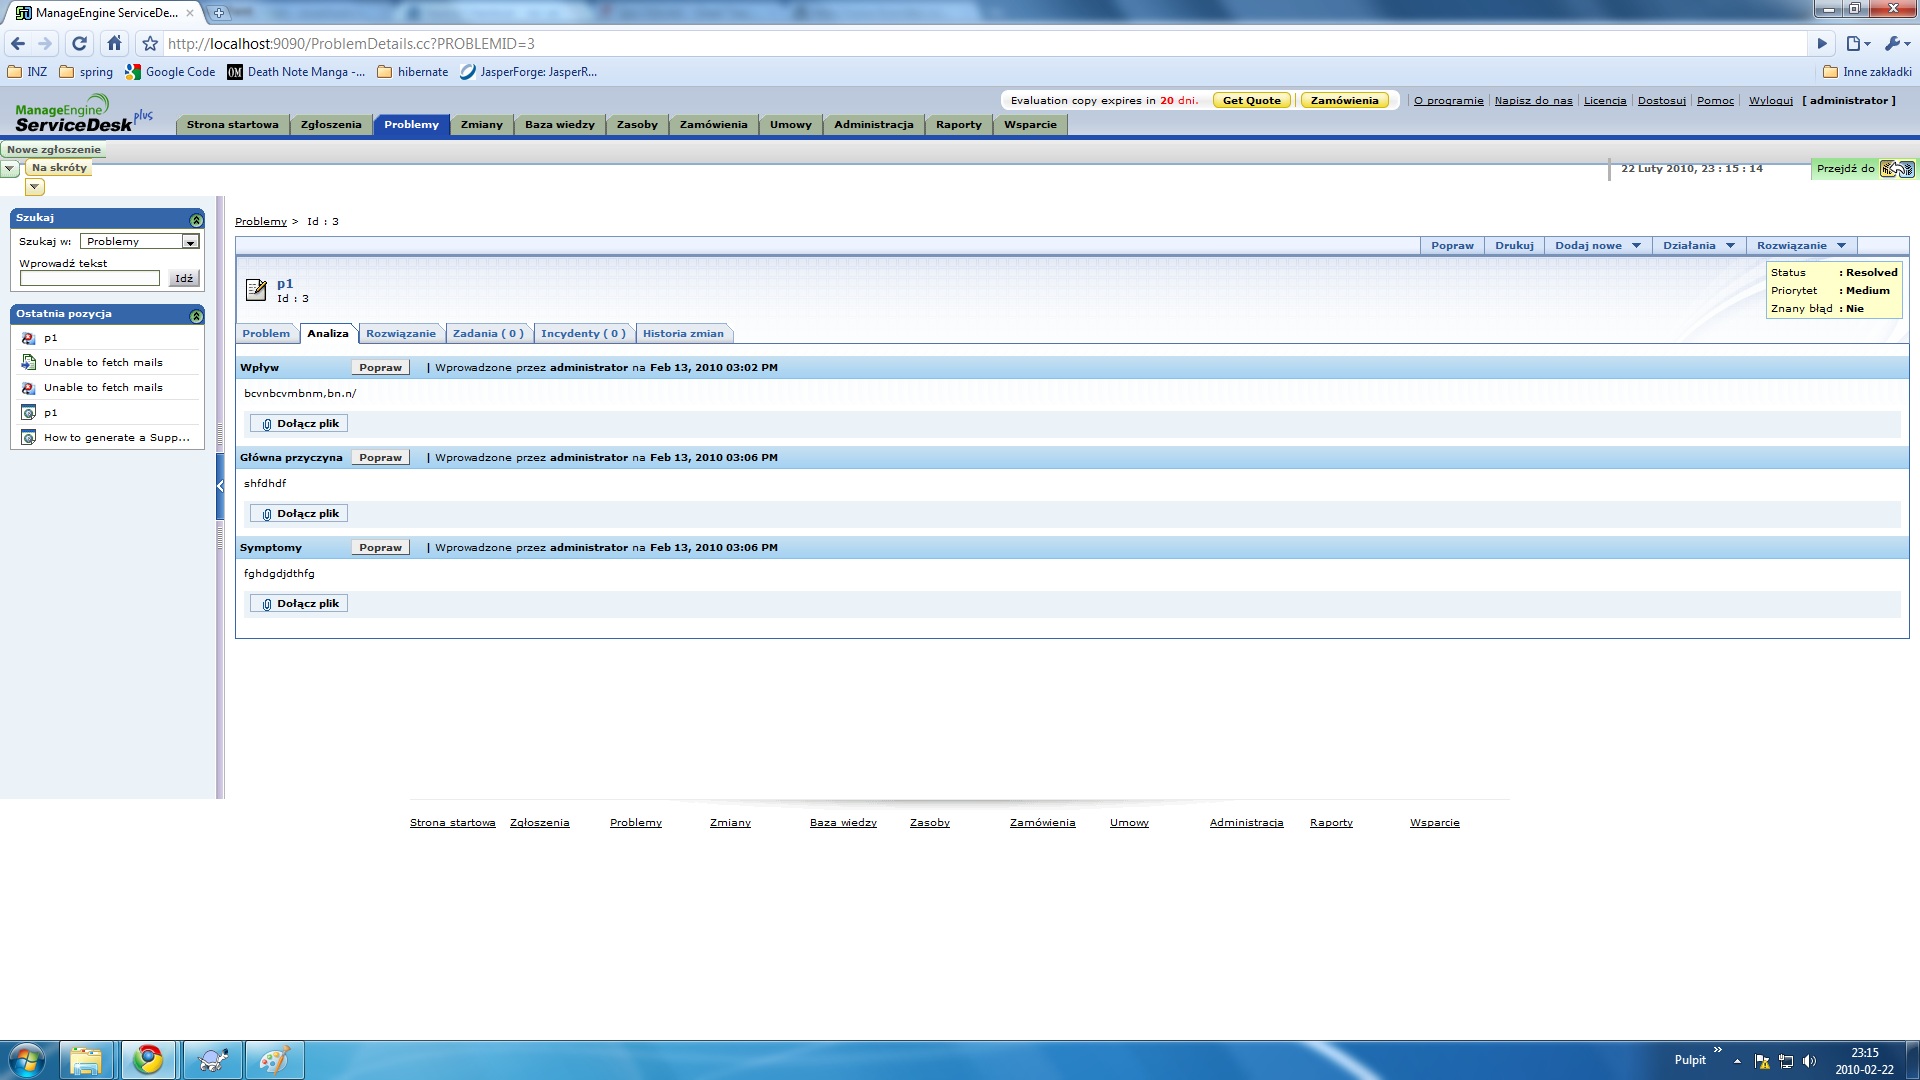 ManageEngine ServiceDe...
http://localhost:9090/ProblemDetails.cc?PROBLEMID=3
INZ spring Google Code Death Note Manga -... hibernate JasperForge: JasperR... Inne zakładki
ManageEngine
ServiceDesk plus
Evaluation copy expires in 20 dni. Get Quote Zamówienia O programie Napisz do nas Licencja Dostosuj Pomoc Wyloguj [ administrator ]
Strona startowa Zgłoszenia Problemy Zmiany Baza wiedzy Zasoby Zamówienia Umowy Administracja Raporty Wsparcie
Nowe zgłoszenie
Na skróty
22 Luty 2010, 23 : 15 : 14 Przejdź do
Szukaj
Szukaj w: Problemy
Wprowadź tekst
Idź
Ostatnia pozycja
p1
Unable to fetch mails
Unable to fetch mails
p1
How to generate a Supp...
Problemy > Id : 3
Popraw Drukuj Dodaj nowe Działania Rozwiązanie
p1
Id : 3
Status : Resolved
Priorytet : Medium
Znany błąd : Nie
Problem Analiza Rozwiązanie Zadania ( 0 ) Incydenty ( 0 ) Historia zmian
Wpływ Popraw | Wprowadzone przez administrator na Feb 13, 2010 03:02 PM
bcvnbcvmbnm,bn.n/
Dołącz plik
Główna przyczyna Popraw | Wprowadzone przez administrator na Feb 13, 2010 03:06 PM
shfdhdf
Dołącz plik
Symptomy Popraw | Wprowadzone przez administrator na Feb 13, 2010 03:06 PM
fghdgdjdthfg
Dołącz plik
Strona startowa Zgłoszenia Problemy Zmiany Baza wiedzy Zasoby Zamówienia Umowy Administracja Raporty Wsparcie
Pulpit
23:15
2010-02-22